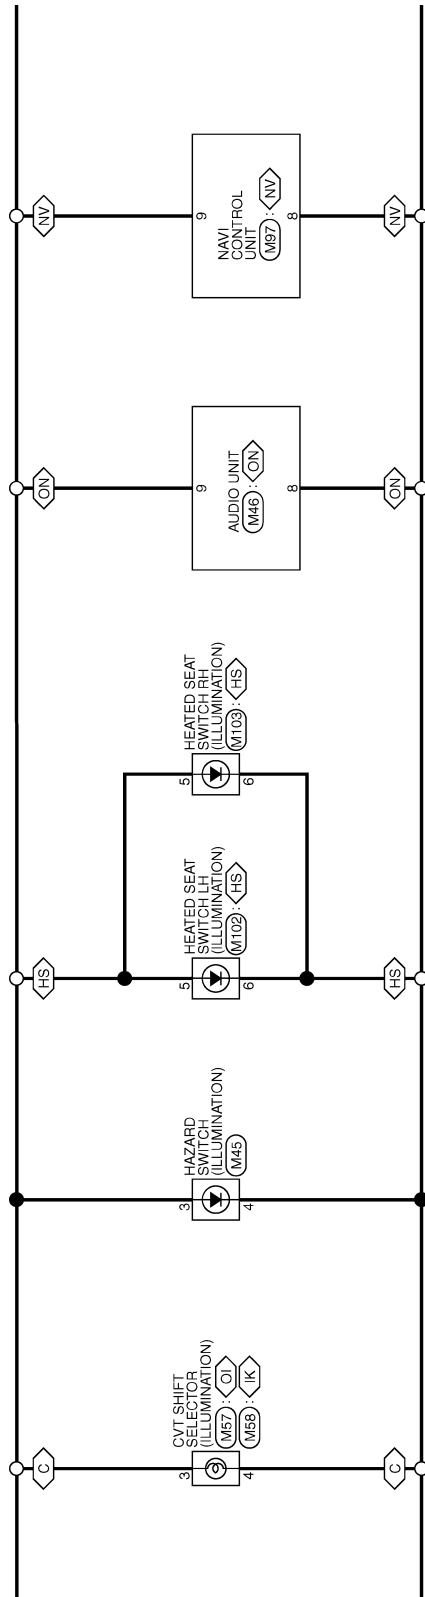 C
HS
ON
NV
3
CVT SHIFT
SELECTOR
(ILLUMINATION)
M57 : OI
M58 : IK
4
3
HAZARD
SWITCH
(ILLUMINATION)
M45
4
5
HEATED SEAT
SWITCH LH
(ILLUMINATION)
M102 : HS
6
5
HEATED SEAT
SWITCH RH
(ILLUMINATION)
M103 : HS
6
9
AUDIO UNIT
M46 : ON
8
9
NAVI
CONTROL
UNIT
M97 : NV
8
C
HS
ON
NV